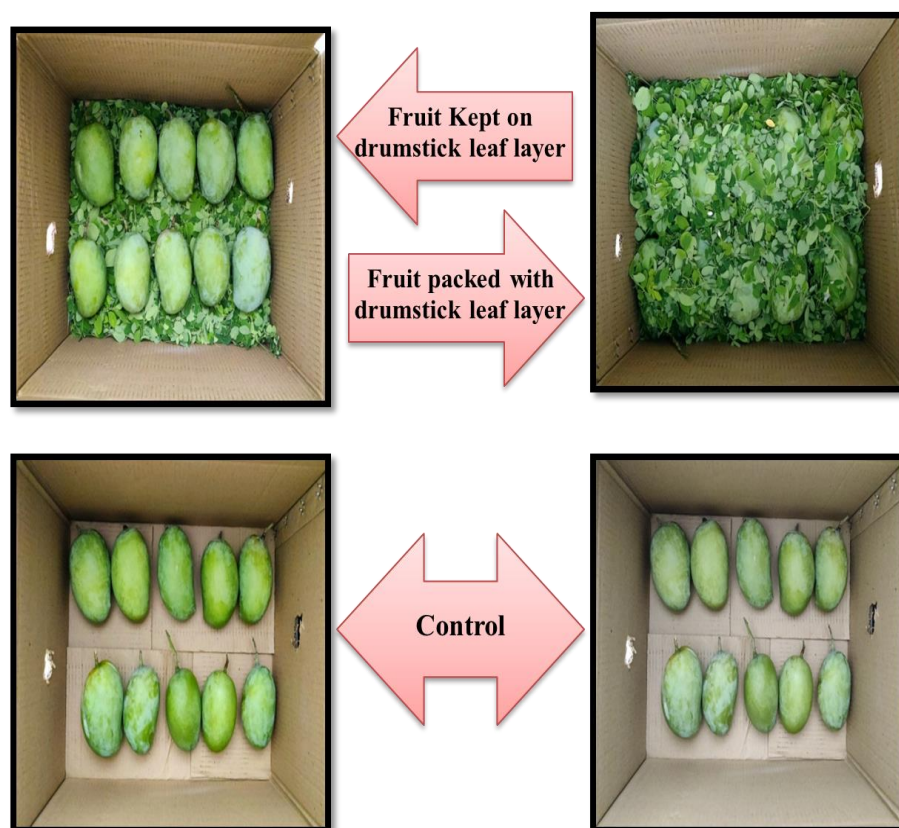 Fruit Kept on
drumstick leaf layer
Fruit packed with
drumstick leaf layer
Control